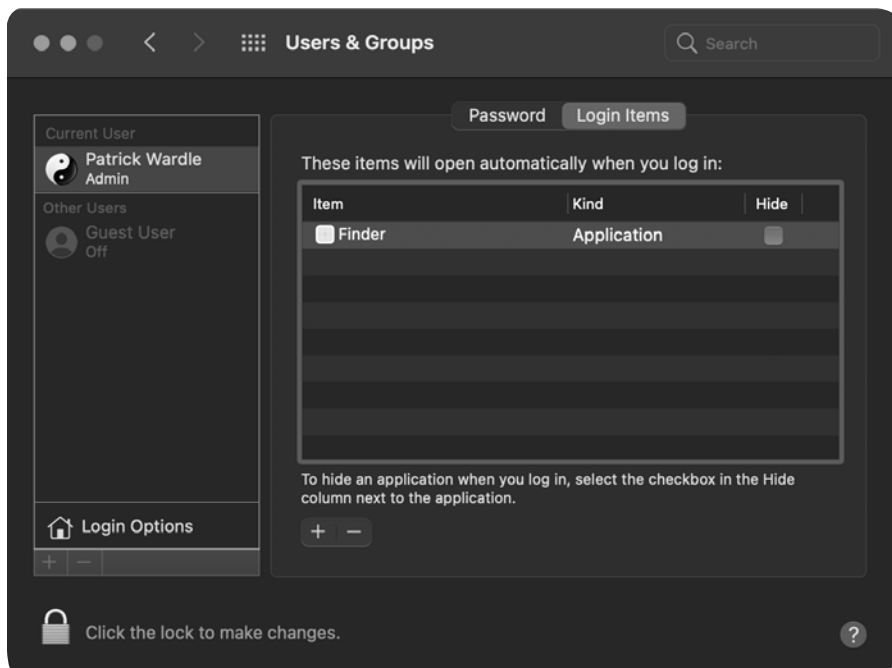 Users & Groups
Search
Current User
Patrick Wardle
Admin
Other Users
Guest User
Off
Login Options
+ −
Password Login Items
These items will open automatically when you log in:
Item Kind Hide
Finder Application
To hide an application when you log in, select the checkbox in the Hide
column next to the application.
+ −
Click the lock to make changes.
?